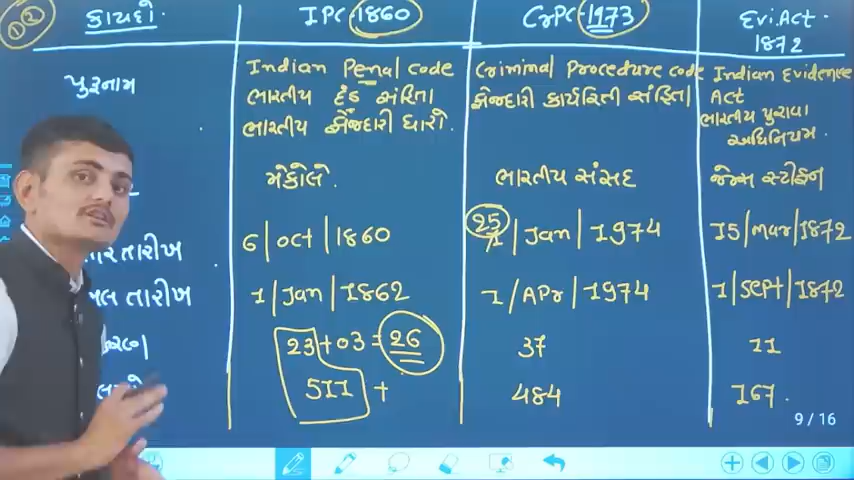 ①②
કાયદો.
IPC-1860
CrPC-1973
Evi.Act.
1872
પુરૂનામ
Indian Penal code
ભારતીય દંડ સંહિતા
ભારતીય ફોજદારી ધારો.
Criminal Procedure code
ફોજદારી કાર્યરિતી સંહિતા
Indian Evidence
Act
ભારતીય પુરાવા
અધિનિયમ.
મેકોલે.
ભારતીય સંસદ
જેમ્સ સ્ટીફન
તારીખ
6/Oct/1860
25/Jan/1974
15/Mar/1872
તારીખ
1/Jan/1862
1/APr/1974
1/Sept/1872
23+03=26
37
11
511 +
484
167.
9/16